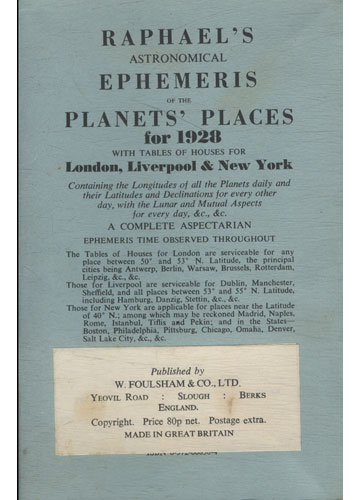 RAPHAEL'S
ASTRONOMICAL
EPHEMERIS
OF THE
PLANETS' PLACES
for 1928
WITH TABLES OF HOUSES FOR
London, Liverpool & New York
Containing the Longitudes of all the Planets daily and
their Latitudes and Declinations for every other
day, with the Lunar and Mutual Aspects
for every day, &c., &c.
A COMPLETE ASPECTARIAN
EPHEMERIS TIME OBSERVED THROUGHOUT
The Tables of Houses for London are serviceable for any
place between 50° and 53° N. Latitude, the principal
cities being Antwerp, Berlin, Warsaw, Brussels, Rotterdam,
Leipzig, &c., &c.
Those for Liverpool are serviceable for Dublin, Manchester,
Sheffield, and all places between 53° and 55° N. Latitude,
including Hamburg, Danzig, Stettin, &c., &c.
Those for New York are applicable for places near the Latitude
of 40° N.; among which may be reckoned Madrid, Naples,
Rome, Istanbul, Tiflis and Pekin; and in the States—
Boston, Philadelphia, Pittsburg, Chicago, Omaha, Denver,
Salt Lake City, &c., &c.
Published by
W. FOULSHAM & CO., LTD.
YEOVIL ROAD : SLOUGH : BERKS
ENGLAND.
Copyright. Price 80p net. Postage extra.
MADE IN GREAT BRITAIN